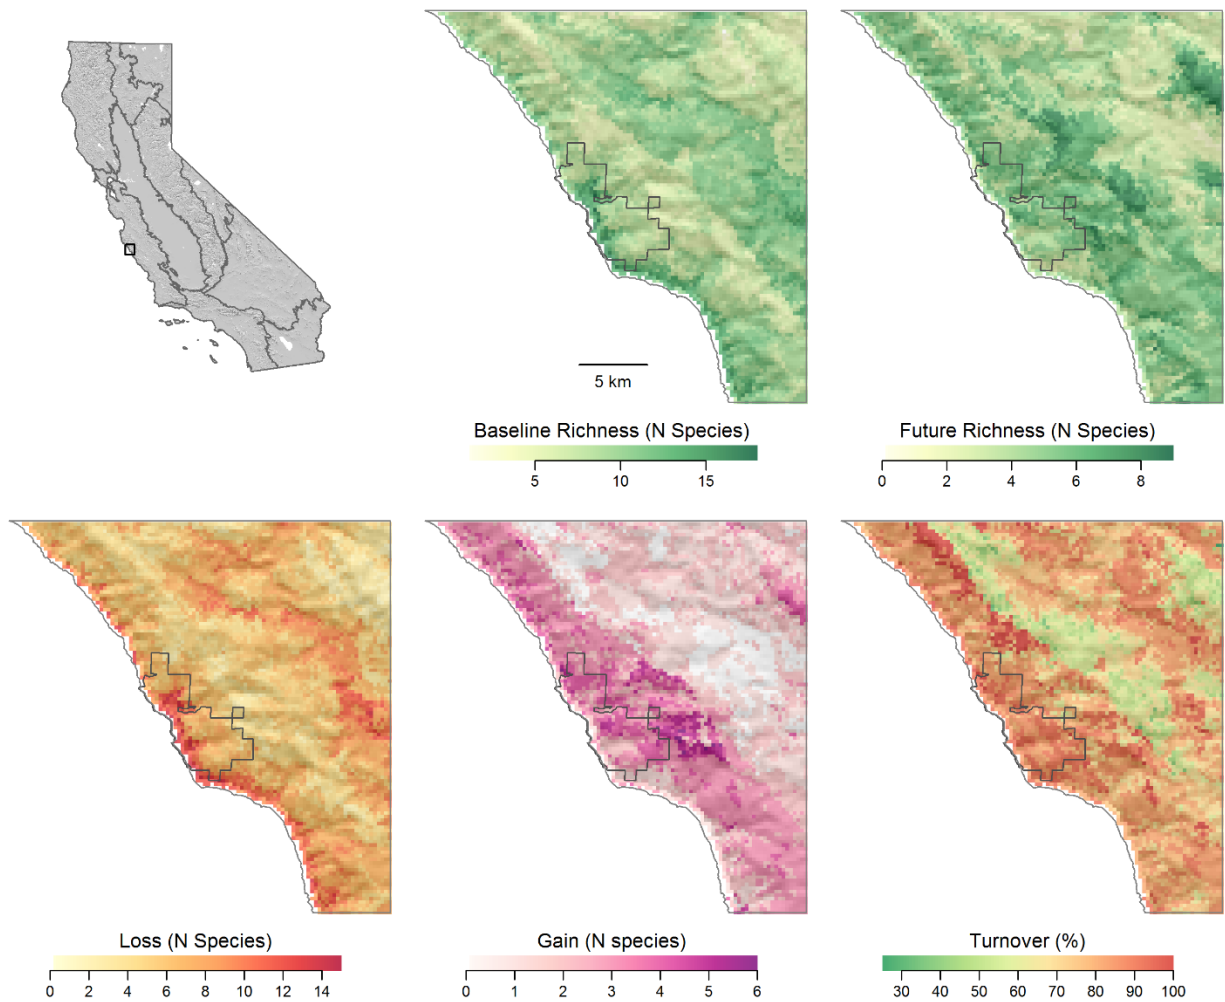 5 km
Baseline Richness (N Species)
5 10 15
Future Richness (N Species)
0 2 4 6 8
Loss (N Species)
0 2 4 6 8 10 12 14
Gain (N species)
0 1 2 3 4 5 6
Turnover (%)
30 40 50 60 70 80 90 100